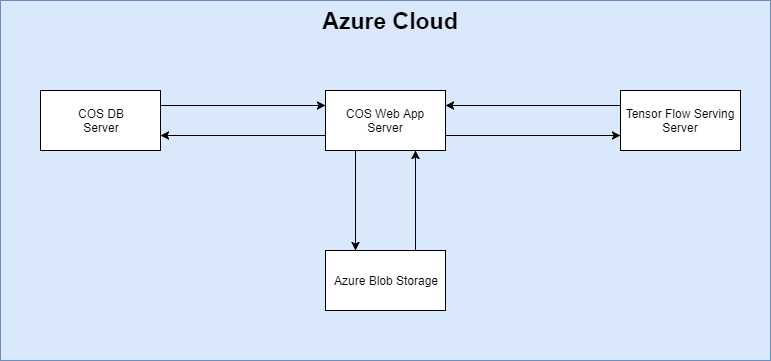 Azure Cloud
COS DB
Server
COS Web App
Server
Tensor Flow Serving
Server
Azure Blob Storage